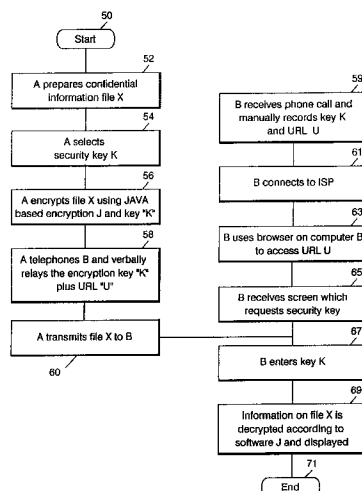 50
Start
52
A prepares confidential
information file X
54
A selects
security key K
56
A encrypts file X using JAVA
based encryption J and key "K"
58
A telephones B and verbally
relays the encryption key "K"
plus URL "U"
A transmits file X to B
60
59
B receives phone call and
manually records key K
and URL U
61
B connects to ISP
63
B uses browser on computer B
to access URL U
65
B receives screen which
requests security key
67
B enters key K
69
Information on file X is
decrypted according to
software J and displayed
71
End